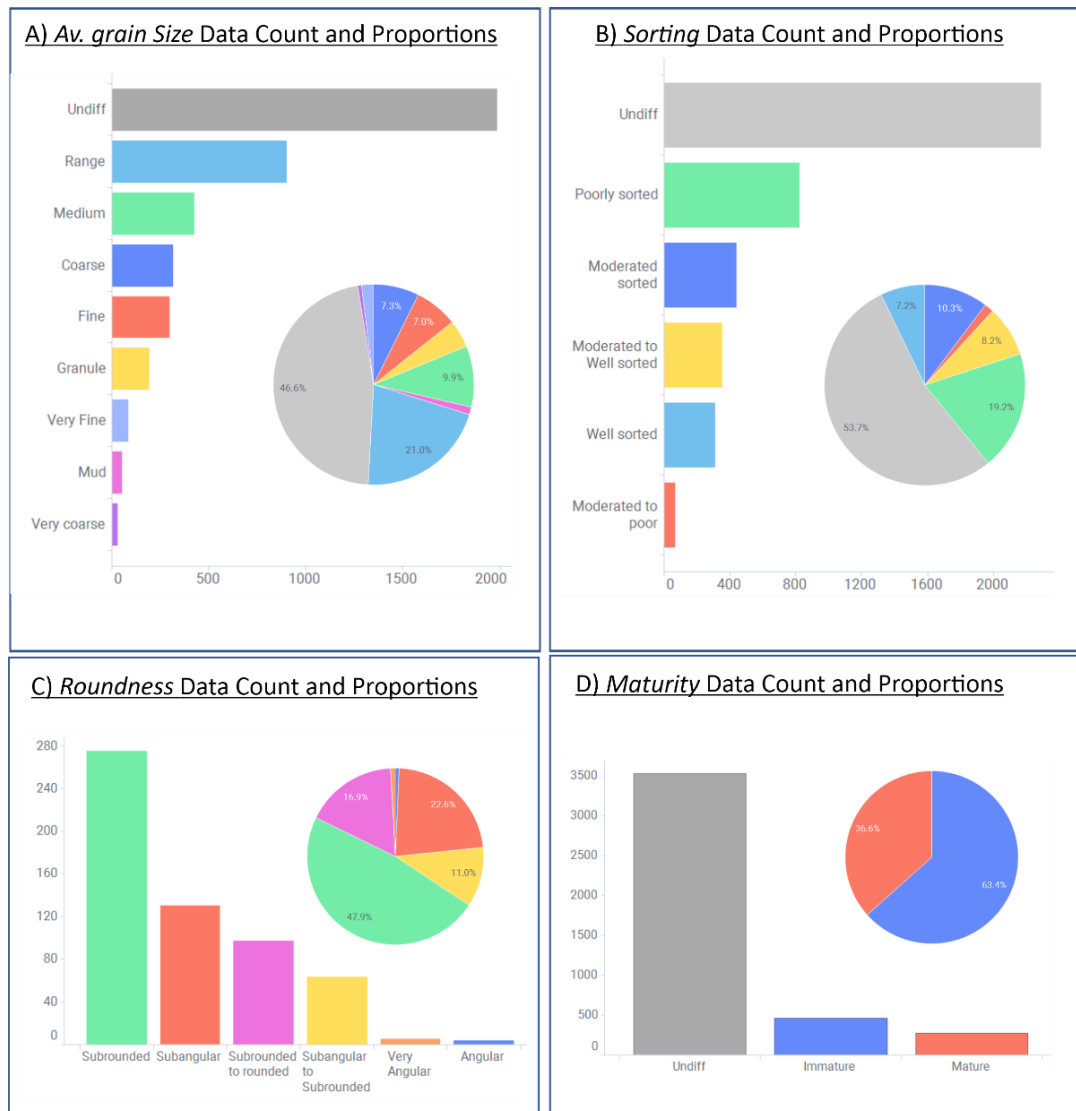 A) Av. grain Size Data Count and Proportions
Undiff
Range
Medium
Coarse
Fine
Granule
Very Fine
Mud
Very coarse
0 500 1000 1500 2000
7.3%
7.0%
9.9%
21.0%
46.6%
B) Sorting Data Count and Proportions
Undiff
Poorly sorted
Moderated
sorted
Moderated to
Well sorted
Well sorted
Moderated to
poor
0 400 800 1200 1600 2000
7.2%
10.3%
8.2%
19.2%
53.7%
C) Roundness Data Count and Proportions
280
240
200
160
120
80
40
0
Subrounded
Subangular
Subrounded
to rounded
Subangular
to
Subrounded
Very
Angular
Angular
16.9%
22.6%
11.0%
47.9%
D) Maturity Data Count and Proportions
3500
3000
2500
2000
1500
1000
500
0
Undiff
Immature
Mature
36.6%
63.4%